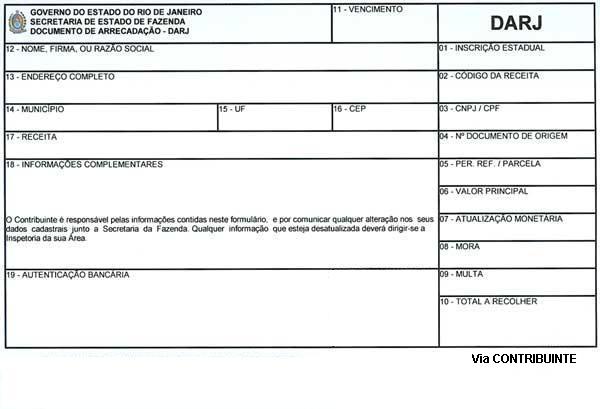 GOVERNO DO ESTADO DO RIO DE JANEIRO
SECRETARIA DE ESTADO DE FAZENDA
DOCUMENTO DE ARRECADAÇÃO - DARJ
11 - VENCIMENTO
DARJ
12 - NOME, FIRMA, OU RAZÃO SOCIAL
01 - INSCRIÇÃO ESTADUAL
13 - ENDEREÇO COMPLETO
02 - CÓDIGO DA RECEITA
14 - MUNICÍPIO
15 - UF
16 - CEP
03 - CNPJ / CPF
17 - RECEITA
04 - Nº DOCUMENTO DE ORIGEM
18 - INFORMAÇÕES COMPLEMENTARES
05 - PER. REF. / PARCELA
06 - VALOR PRINCIPAL
O Contribuinte é responsável pelas informações contidas neste formulário, e por comunicar qualquer alteração nos seus
dados cadastrais junto a Secretaria da Fazenda. Qualquer informação que esteja desatualizada deverá dirigir-se a
Inspetoria da sua Área.
07 - ATUALIZAÇÃO MONETÁRIA
08 - MORA
19 - AUTENTICAÇÃO BANCÁRIA
09 - MULTA
10 - TOTAL A RECOLHER
Via CONTRIBUINTE